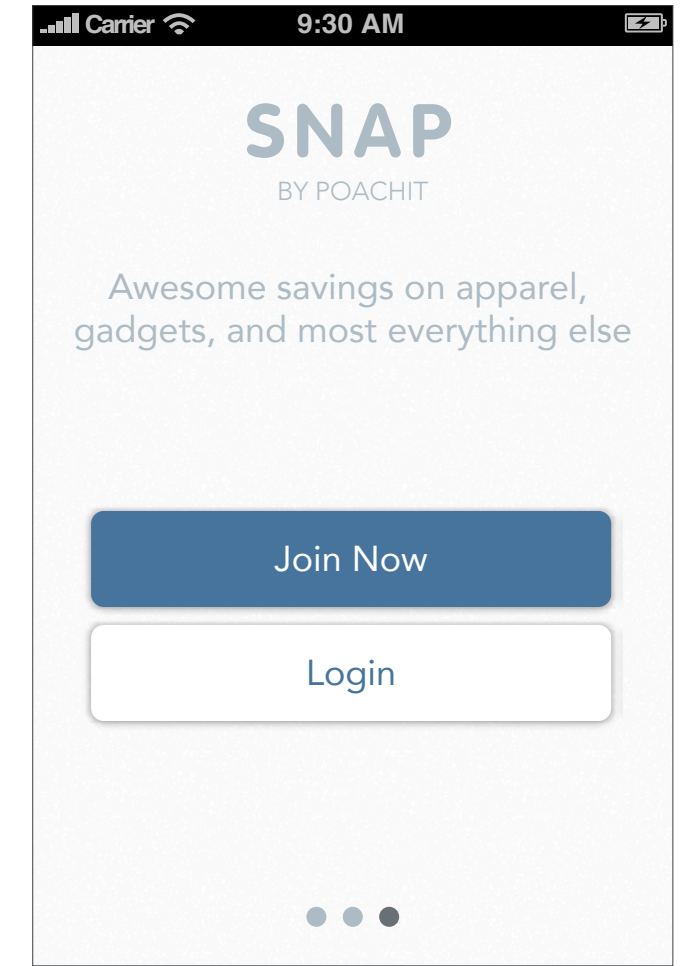 Carrier 9:30 AM
SNAP
BY POACHIT
Awesome savings on apparel,
gadgets, and most everything else
Join Now
Login